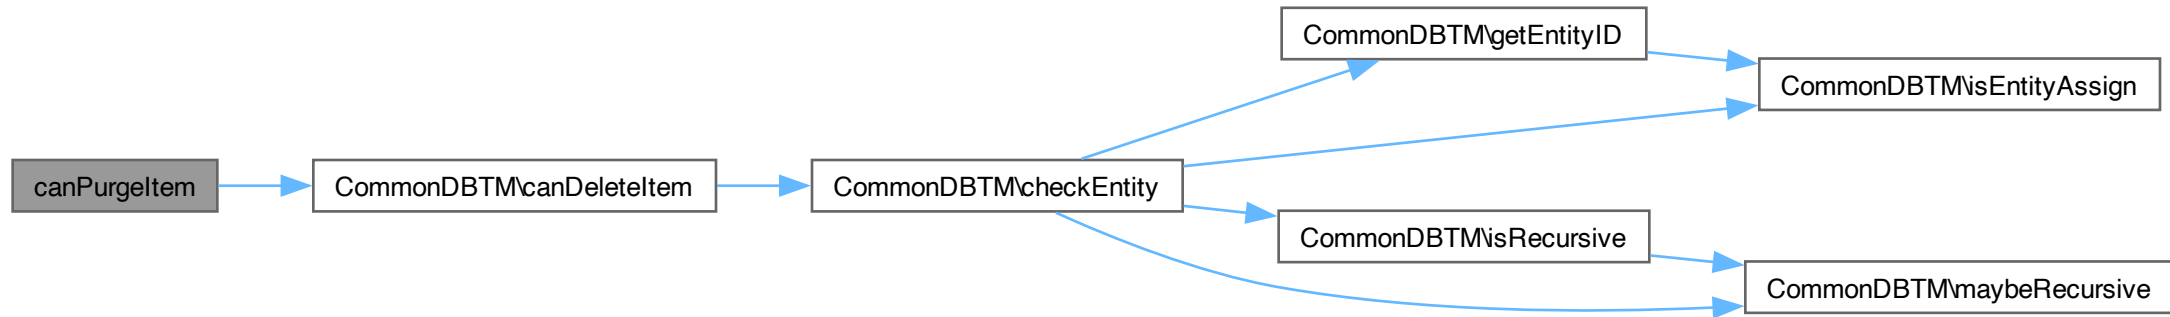 canPurgeItem
CommonDBTM\canDeleteItem
CommonDBTM\checkEntity
CommonDBTM\getEntityID
CommonDBTM\isEntityAssign
CommonDBTM\isRecursive
CommonDBTM\maybeRecursive